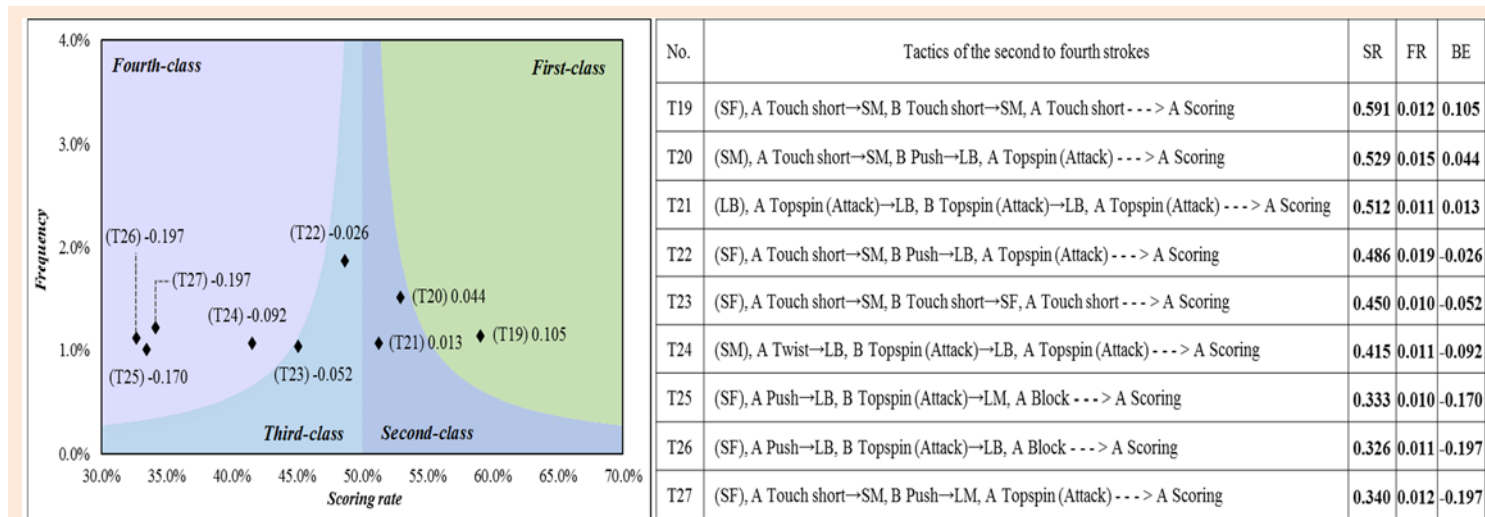 4.0%
Fourth-class
First-class
3.0%
Frequency
2.0%
(T26) -0.197
(T22) -0.026
(T27) -0.197
(T24) -0.092
(T20) 0.044
(T21) 0.013
(T19) 0.105
1.0%
(T25) -0.170
(T23) -0.052
Third-class
Second-class
0.0%
30.0% 35.0% 40.0% 45.0% 50.0% 55.0% 60.0% 65.0% 70.0%
Scoring rate
No. Tactics of the second to fourth strokes SR FR BE
T19 (SF), A Touch short→SM, B Touch short→SM, A Touch short - - - > A Scoring 0.591 0.012 0.105
T20 (SM), A Touch short→SM, B Push→LB, A Topspin (Attack) - - - > A Scoring 0.529 0.015 0.044
T21 (LB), A Topspin (Attack)→LB, B Topspin (Attack)→LB, A Topspin (Attack) - - - > A Scoring 0.512 0.011 0.013
T22 (SF), A Touch short→SM, B Push→LB, A Topspin (Attack) - - - > A Scoring 0.486 0.019 -0.026
T23 (SF), A Touch short→SM, B Touch short→SF, A Touch short - - - > A Scoring 0.450 0.010 -0.052
T24 (SM), A Twist→LB, B Topspin (Attack)→LB, A Topspin (Attack) - - - > A Scoring 0.415 0.011 -0.092
T25 (SF), A Push→LB, B Topspin (Attack)→LM, A Block - - - > A Scoring 0.333 0.010 -0.170
T26 (SF), A Push→LB, B Topspin (Attack)→LB, A Block - - - > A Scoring 0.326 0.011 -0.197
T27 (SF), A Touch short→SM, B Push→LM, A Topspin (Attack) - - - > A Scoring 0.340 0.012 -0.197